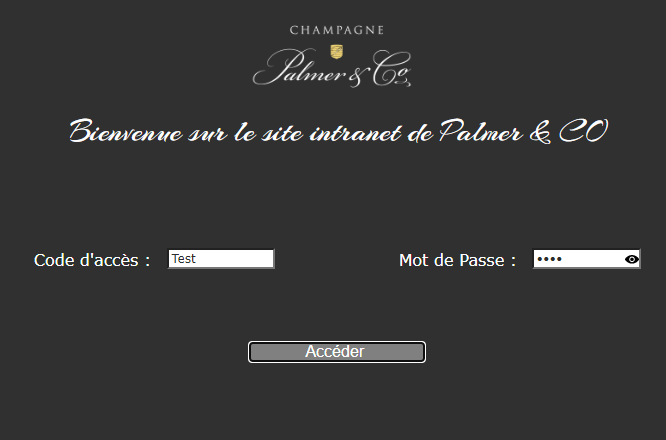 CHAMPAGNE
Palmer & Co
Bienvenue sur le site intranet de Palmer & CO
Code d'accès : Test Mot de Passe : ••••
Accéder